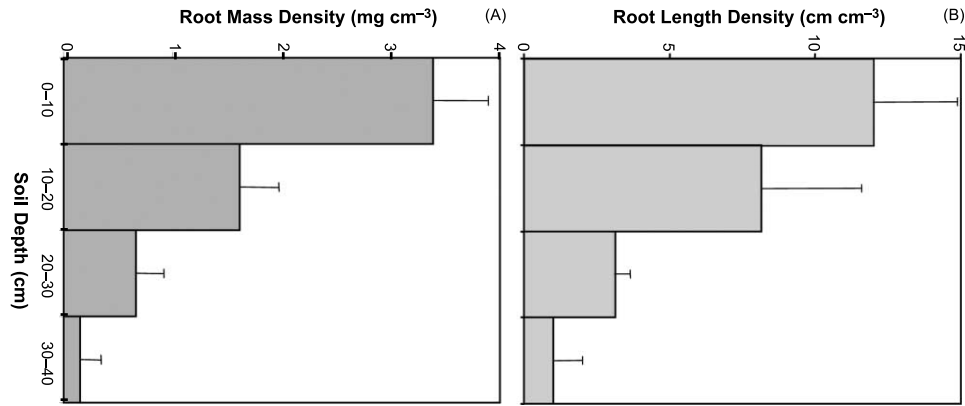 Root Mass Density (mg cm⁻³)
(A)
0 1 2 3 4
0–10
10–20
20–30
30–40
Soil Depth (cm)
Root Length Density (cm cm⁻³)
(B)
0 5 10 15